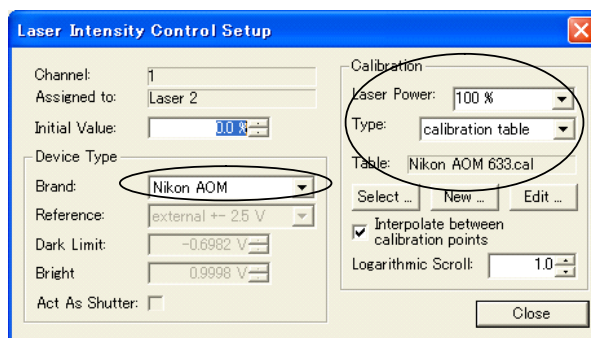 Laser Intensity Control Setup
Channel: 1
Assigned to: Laser 2
Initial Value: 0.0 %
Device Type
Brand: Nikon AOM
Reference: external +- 2.5 V
Dark Limit: -0.6982 V
Bright 0.9998 V
Act As Shutter:
Calibration
Laser Power: 100 %
Type: calibration table
Table: Nikon AOM 633.cal
Select ... New ... Edit ...
Interpolate between
calibration points
Logarithmic Scroll: 1.0
Close